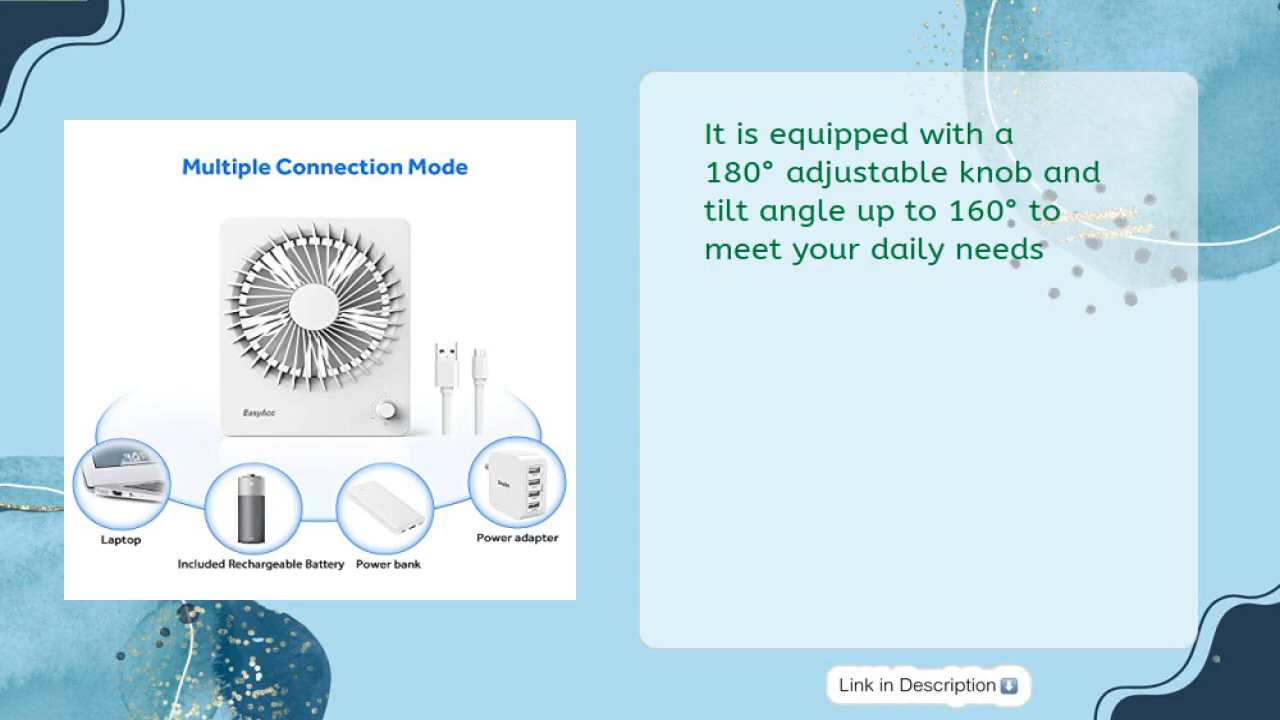 Multiple Connection Mode
EasyAcc
Laptop
Included Rechargeable Battery
Power bank
Power adapter
It is equipped with a
180° adjustable knob and
tilt angle up to 160° to
meet your daily needs
Link in Description